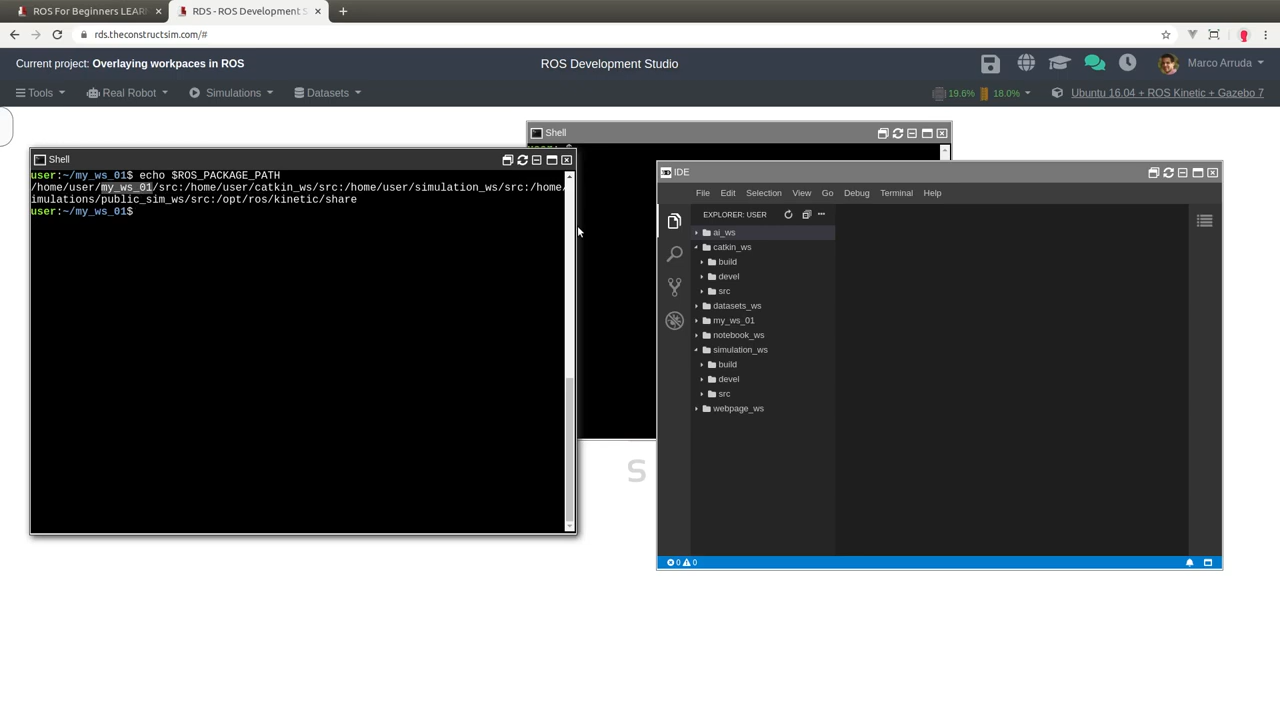 ROS For Beginners LEAR
RDS - ROS Development S
rds.theconstructsim.com/#
Current project: Overlaying workpaces in ROS
ROS Development Studio
Marco Arruda
Tools
Real Robot
Simulations
Datasets
19.6%
18.0%
Ubuntu 16.04 + ROS Kinetic + Gazebo 7
Shell
Shell
user:~/my_ws_01$ echo $ROS_PACKAGE_PATH
/home/user/my_ws_01/src:/home/user/catkin_ws/src:/home/user/simulation_ws/src:/home/
imulations/public_sim_ws/src:/opt/ros/kinetic/share
user:~/my_ws_01$
IDE
File Edit Selection View Go Debug Terminal Help
EXPLORER: USER
ai_ws
catkin_ws
build
devel
src
datasets_ws
my_ws_01
notebook_ws
simulation_ws
build
devel
src
webpage_ws
0 0
S